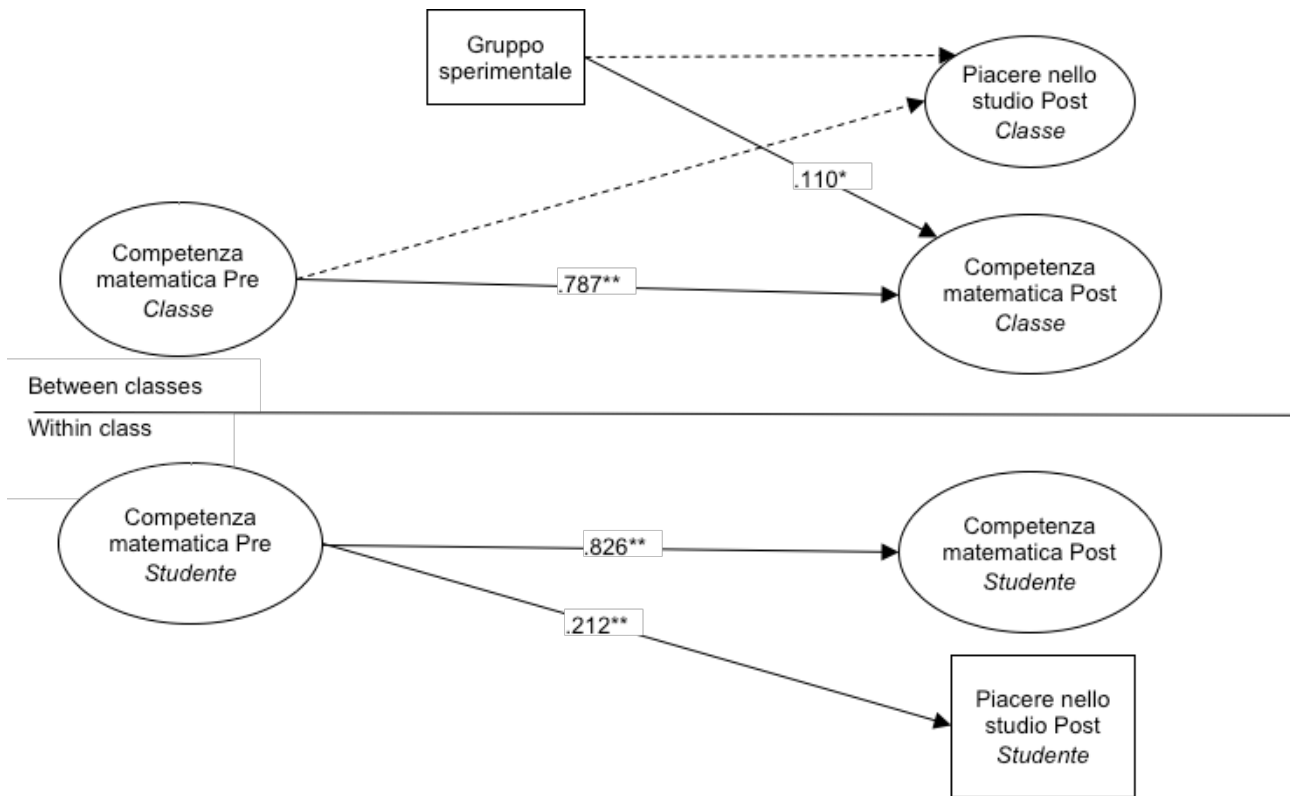 Gruppo
sperimentale
Piacere nello
studio Post
Classe
.110*
Competenza
matematica Pre
Classe
.787**
Competenza
matematica Post
Classe
Between classes
Within class
Competenza
matematica Pre
Studente
.826**
Competenza
matematica Post
Studente
.212**
Piacere nello
studio Post
Studente